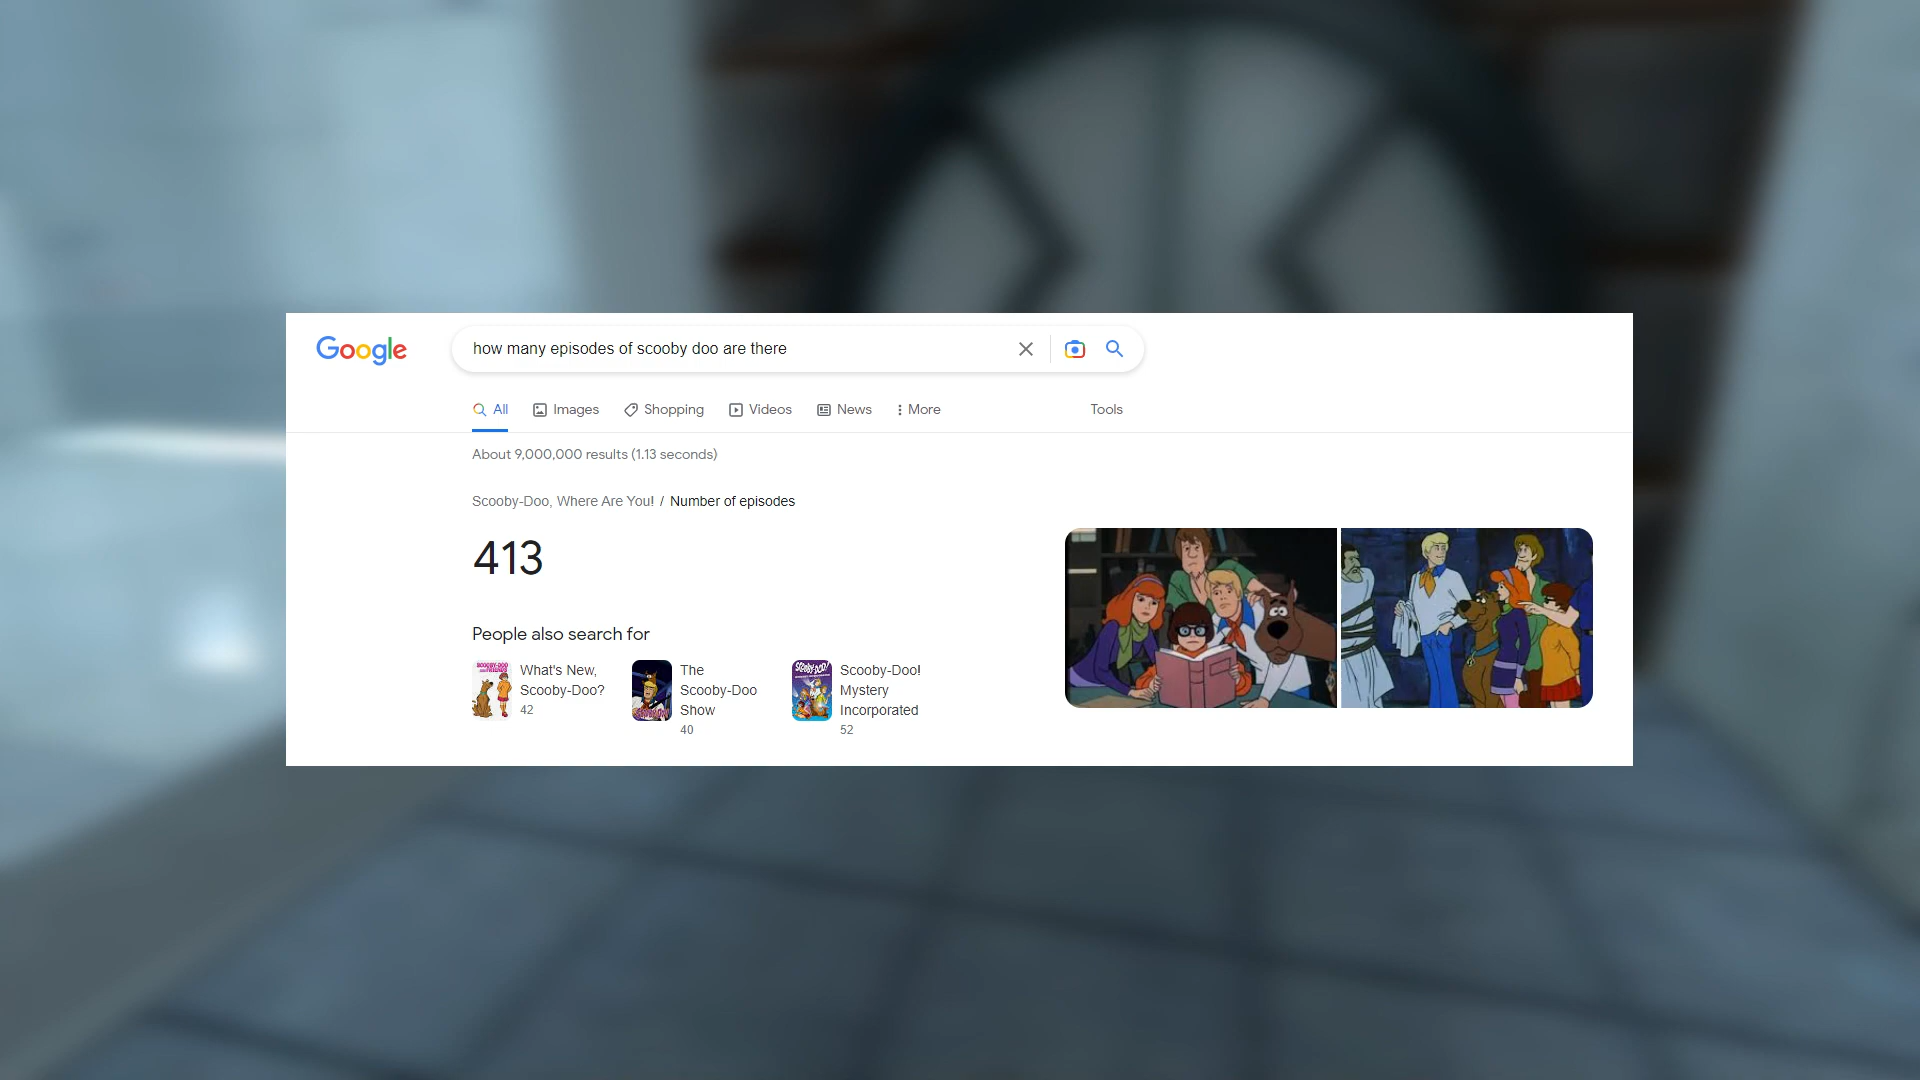 Google
how many episodes of scooby doo are there
All
Images
Shopping
Videos
News
More
Tools
About 9,000,000 results (1.13 seconds)
Scooby-Doo, Where Are You! / Number of episodes
413
People also search for
What's New,
Scooby-Doo?
42
The
Scooby-Doo
Show
40
Scooby-Doo!
Mystery
Incorporated
52